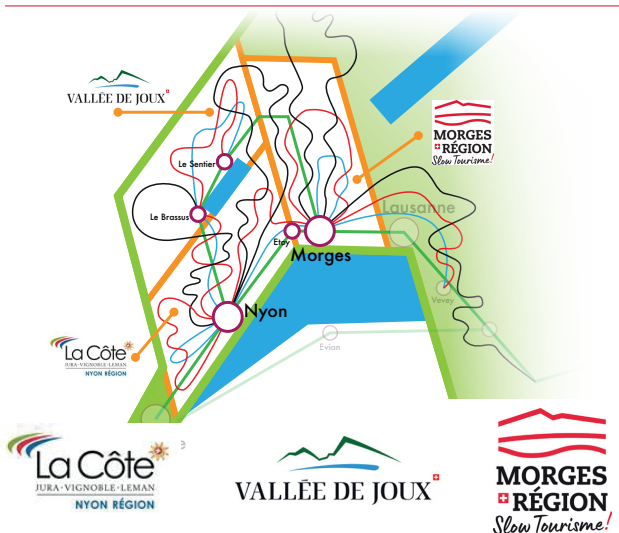 VALLÉE DE JOUX
MORGES
RÉGION
Slow Tourisme!
Le Sentier
Le Brassus
Lausanne
Etoy
Morges
Vevey
Nyon
Evian
La Côte
JURA·VIGNOBLE·LEMAN
NYON RÉGION
e
La Côte
JURA·VIGNOBLE·LEMAN
NYON RÉGION
VALLÉE DE JOUX
MORGES
RÉGION
Slow Tourisme!